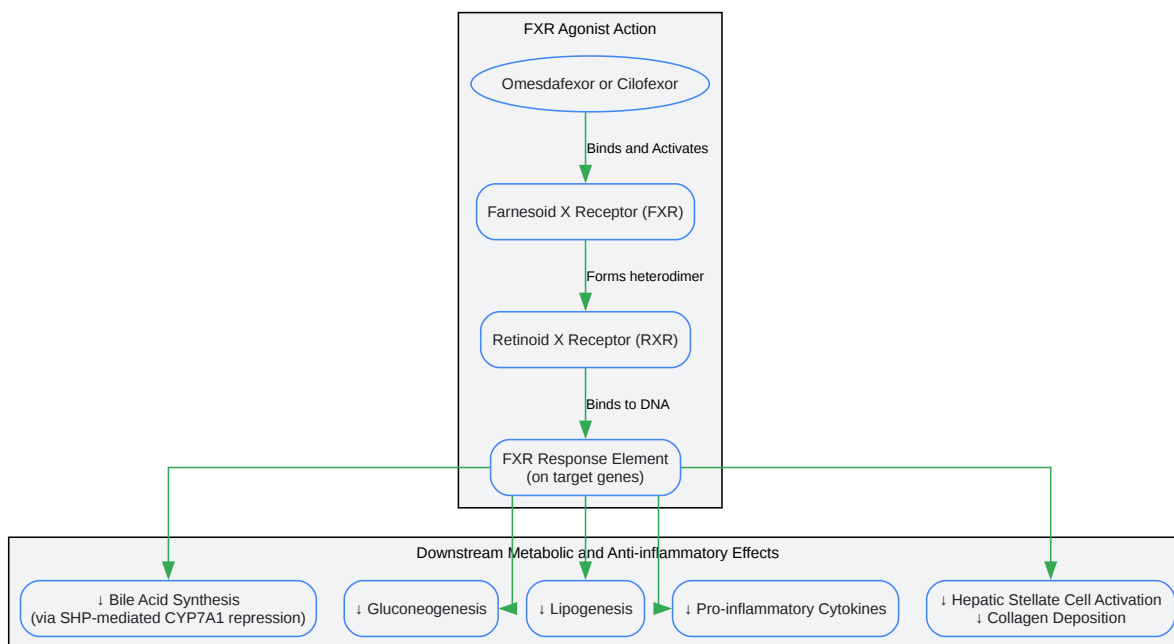 FXR Agonist Action
Omesdafexor or Cilofexor
Binds and Activates
Farnesoid X Receptor (FXR)
Forms heterodimer
Retinoid X Receptor (RXR)
Binds to DNA
FXR Response Element
(on target genes)
Downstream Metabolic and Anti-inflammatory Effects
↓ Bile Acid Synthesis
(via SHP-mediated CYP7A1 repression)
↓ Gluconeogenesis
↓ Lipogenesis
↓ Pro-inflammatory Cytokines
↓ Hepatic Stellate Cell Activation
↓ Collagen Deposition